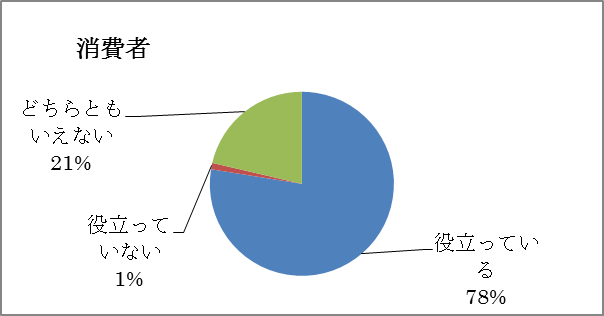 消費者
どちらとも
いえない
21%
役立って
いない
1%
役立ってい
る
78%